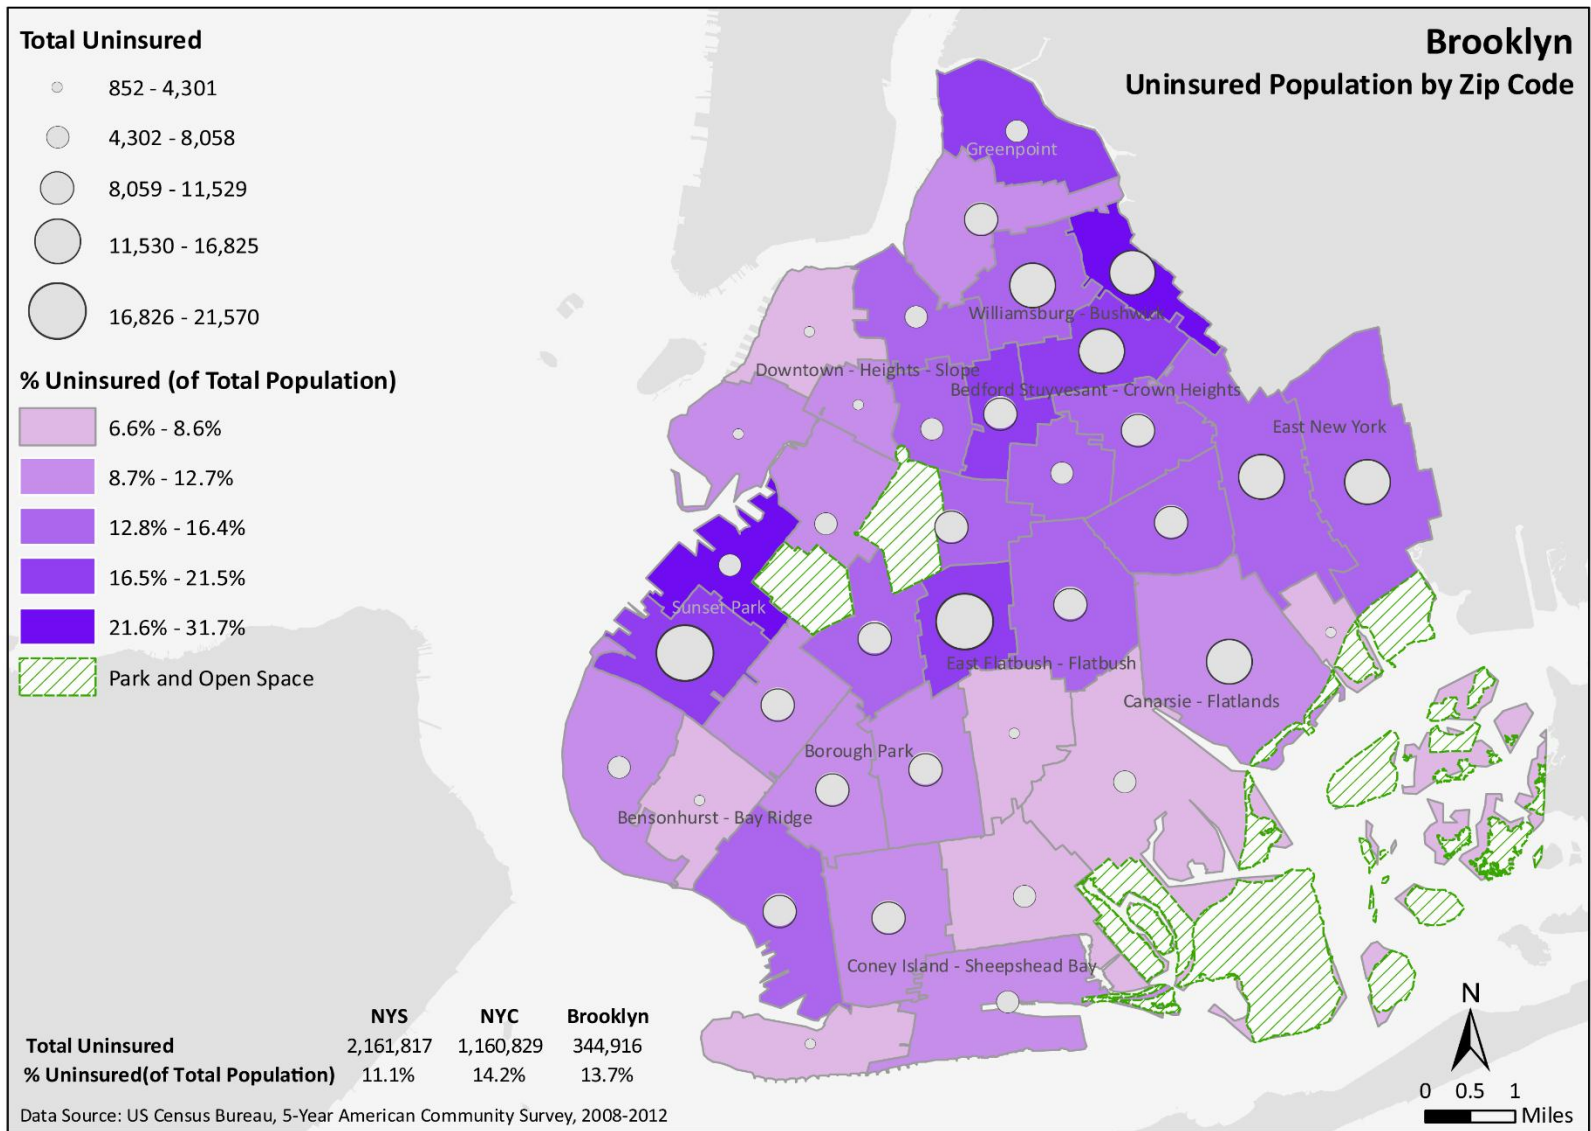 Brooklyn
Uninsured Population by Zip Code
Total Uninsured
852 - 4,301
4,302 - 8,058
8,059 - 11,529
11,530 - 16,825
16,826 - 21,570
% Uninsured (of Total Population)
6.6% - 8.6%
8.7% - 12.7%
12.8% - 16.4%
16.5% - 21.5%
21.6% - 31.7%
Park and Open Space
Greenpoint
Williamsburg - Bushwick
Downtown - Heights - Slope
Bedford Stuyvesant - Crown Heights
East New York
Sunset Park
East Flatbush - Flatbush
Canarsie - Flatlands
Borough Park
Bensonhurst - Bay Ridge
Coney Island - Sheepshead Bay
NYS NYC Brooklyn
Total Uninsured 2,161,817 1,160,829 344,916
% Uninsured(of Total Population) 11.1% 14.2% 13.7%
Data Source: US Census Bureau, 5-Year American Community Survey, 2008-2012
N
0 0.5 1
Miles